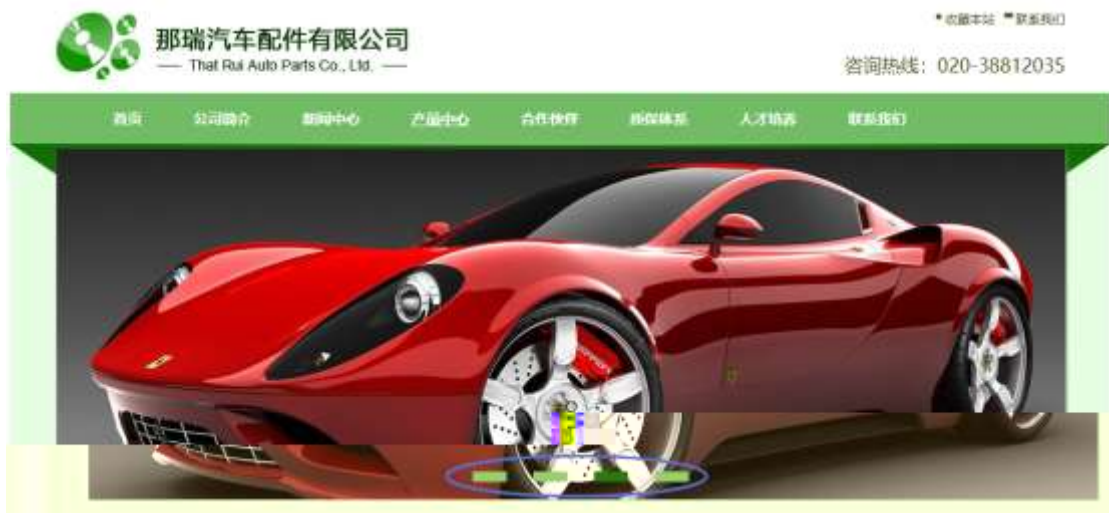 •收藏本站 ❝联系我们
那瑞汽车配件有限公司
— That Rui Auto Parts Co., Ltd. —
咨询热线：020-38812035
首页 公司简介 新闻中心 产品中心 合作伙伴 质保体系 人才培养 联系我们